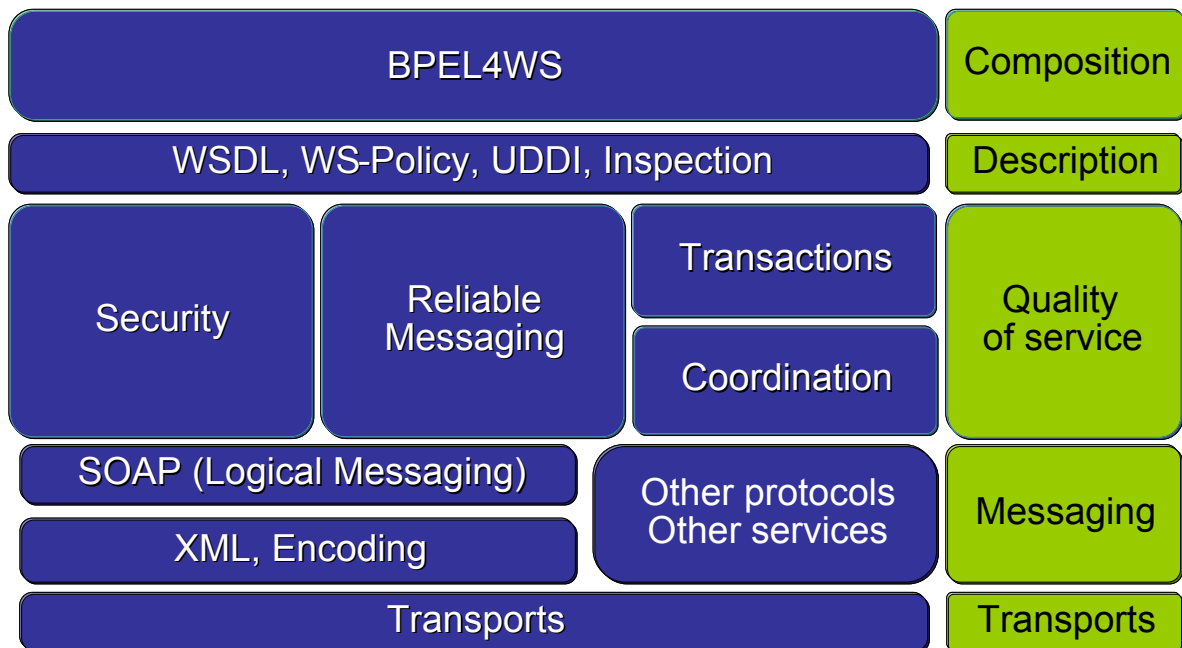 BPEL4WS
Composition
WSDL, WS-Policy, UDDI, Inspection
Description
Security
Reliable
Messaging
Transactions
Coordination
Quality
of service
SOAP (Logical Messaging)
XML, Encoding
Other protocols
Other services
Messaging
Transports
Transports